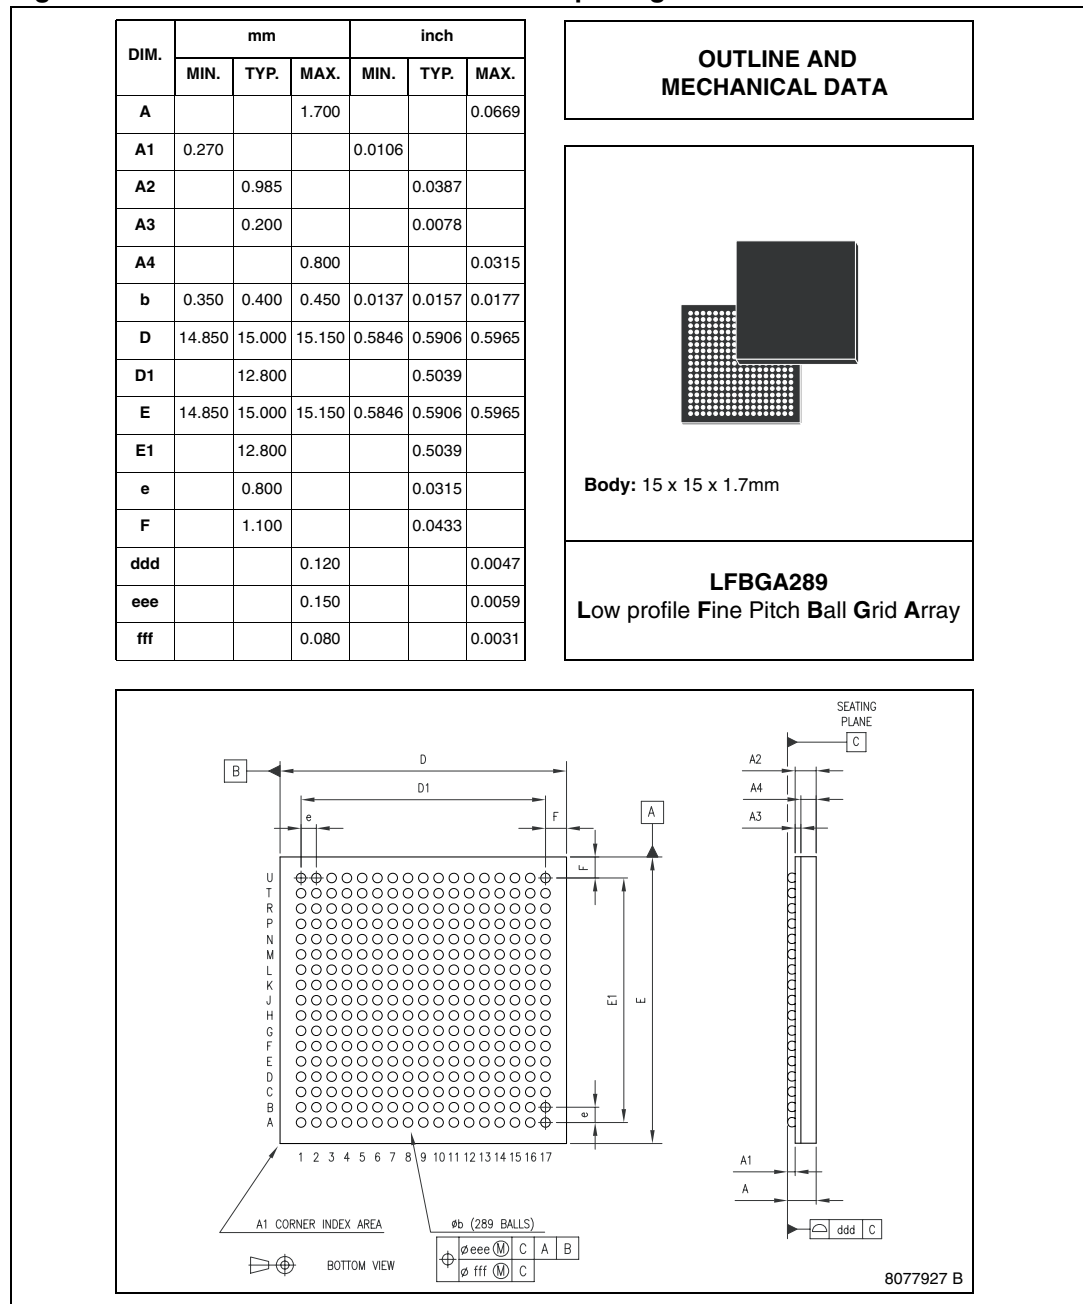 DIM. mm inch
MIN. TYP. MAX. MIN. TYP. MAX.
A 1.700 0.0669
A1 0.270 0.0106
A2 0.985 0.0387
A3 0.200 0.0078
A4 0.800 0.0315
b 0.350 0.400 0.450 0.0137 0.0157 0.0177
D 14.850 15.000 15.150 0.5846 0.5906 0.5965
D1 12.800 0.5039
E 14.850 15.000 15.150 0.5846 0.5906 0.5965
E1 12.800 0.5039
e 0.800 0.0315
F 1.100 0.0433
ddd 0.120 0.0047
eee 0.150 0.0059
fff 0.080 0.0031
OUTLINE AND
MECHANICAL DATA
Body: 15 x 15 x 1.7mm
LFBGA289
Low profile Fine Pitch Ball Grid Array
SEATING
PLANE
C
B
D
D1
e
F
A
F
A2
A4
A3
U
T
R
P
N
M
L
K
J
H
G
F
E
D
C
B
A
E1
E
e
1 2 3 4 5 6 7 8 9 10 11 12 13 14 15 16 17
A1
A
ddd C
A1 CORNER INDEX AREA
øb (289 BALLS)
ø eee Ⓜ C A B
ø fff Ⓜ C
BOTTOM VIEW
8077927 B